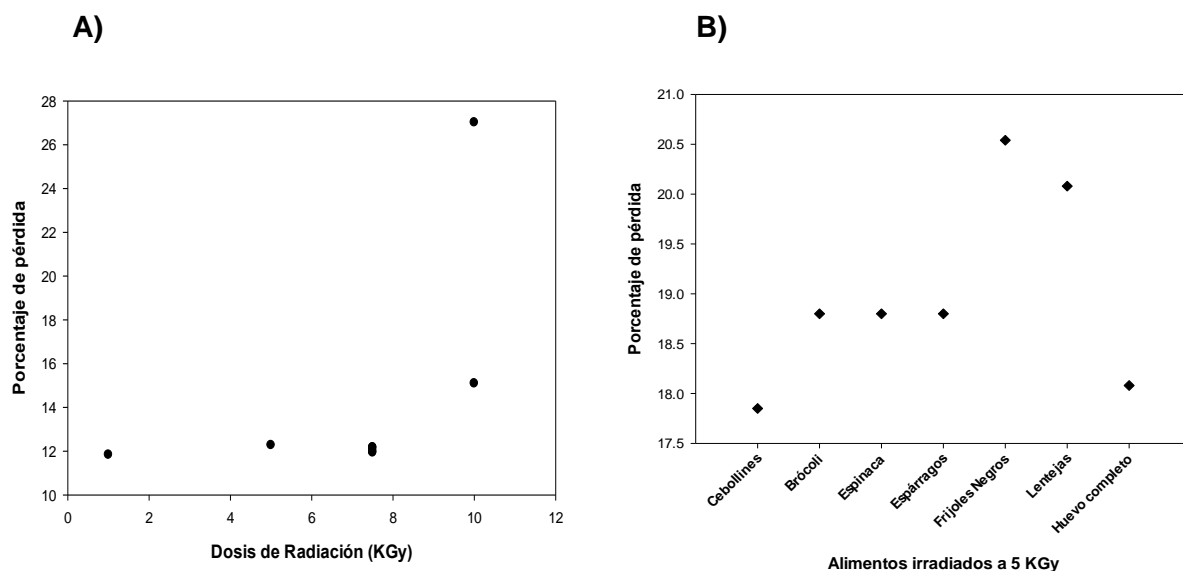 A)
28
26
24
22
20
18
16
14
12
10
0 2 4 6 8 10 12
Porcentaje de pérdida
Dosis de Radiación (KGy)
B)
21.0
20.5
20.0
19.5
19.0
18.5
18.0
17.5
Porcentaje de pérdida
Cebollines
Brócoli
Espinaca
Espárragos
Frijoles Negros
Lentejas
Huevo completo
Alimentos irradiados a 5 KGy